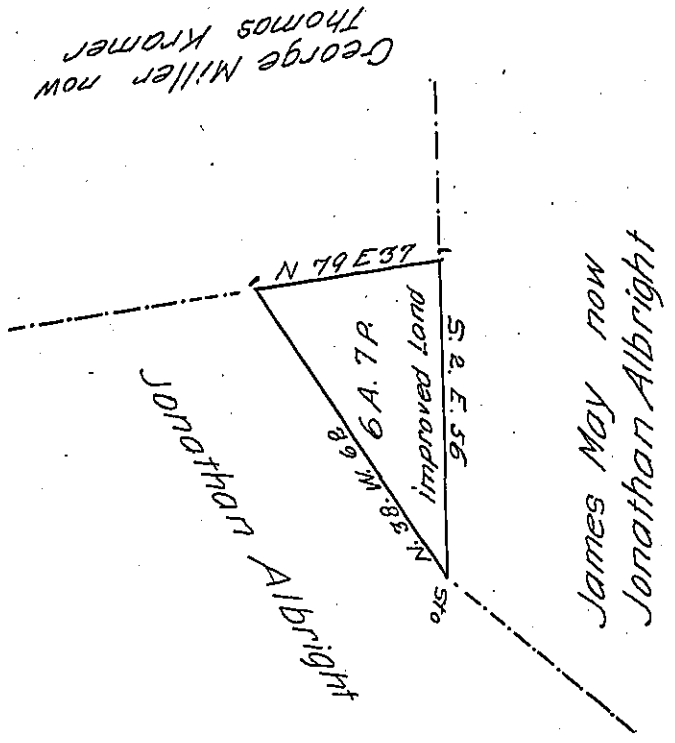 George Miller now
Thomas Kramer
N 79 E 37
S. 2. E. 56
6 A. 7 P.
improved Land
N. 38. W. 68
Sto
Jonathan Albright
James May now
Jonathan Albright